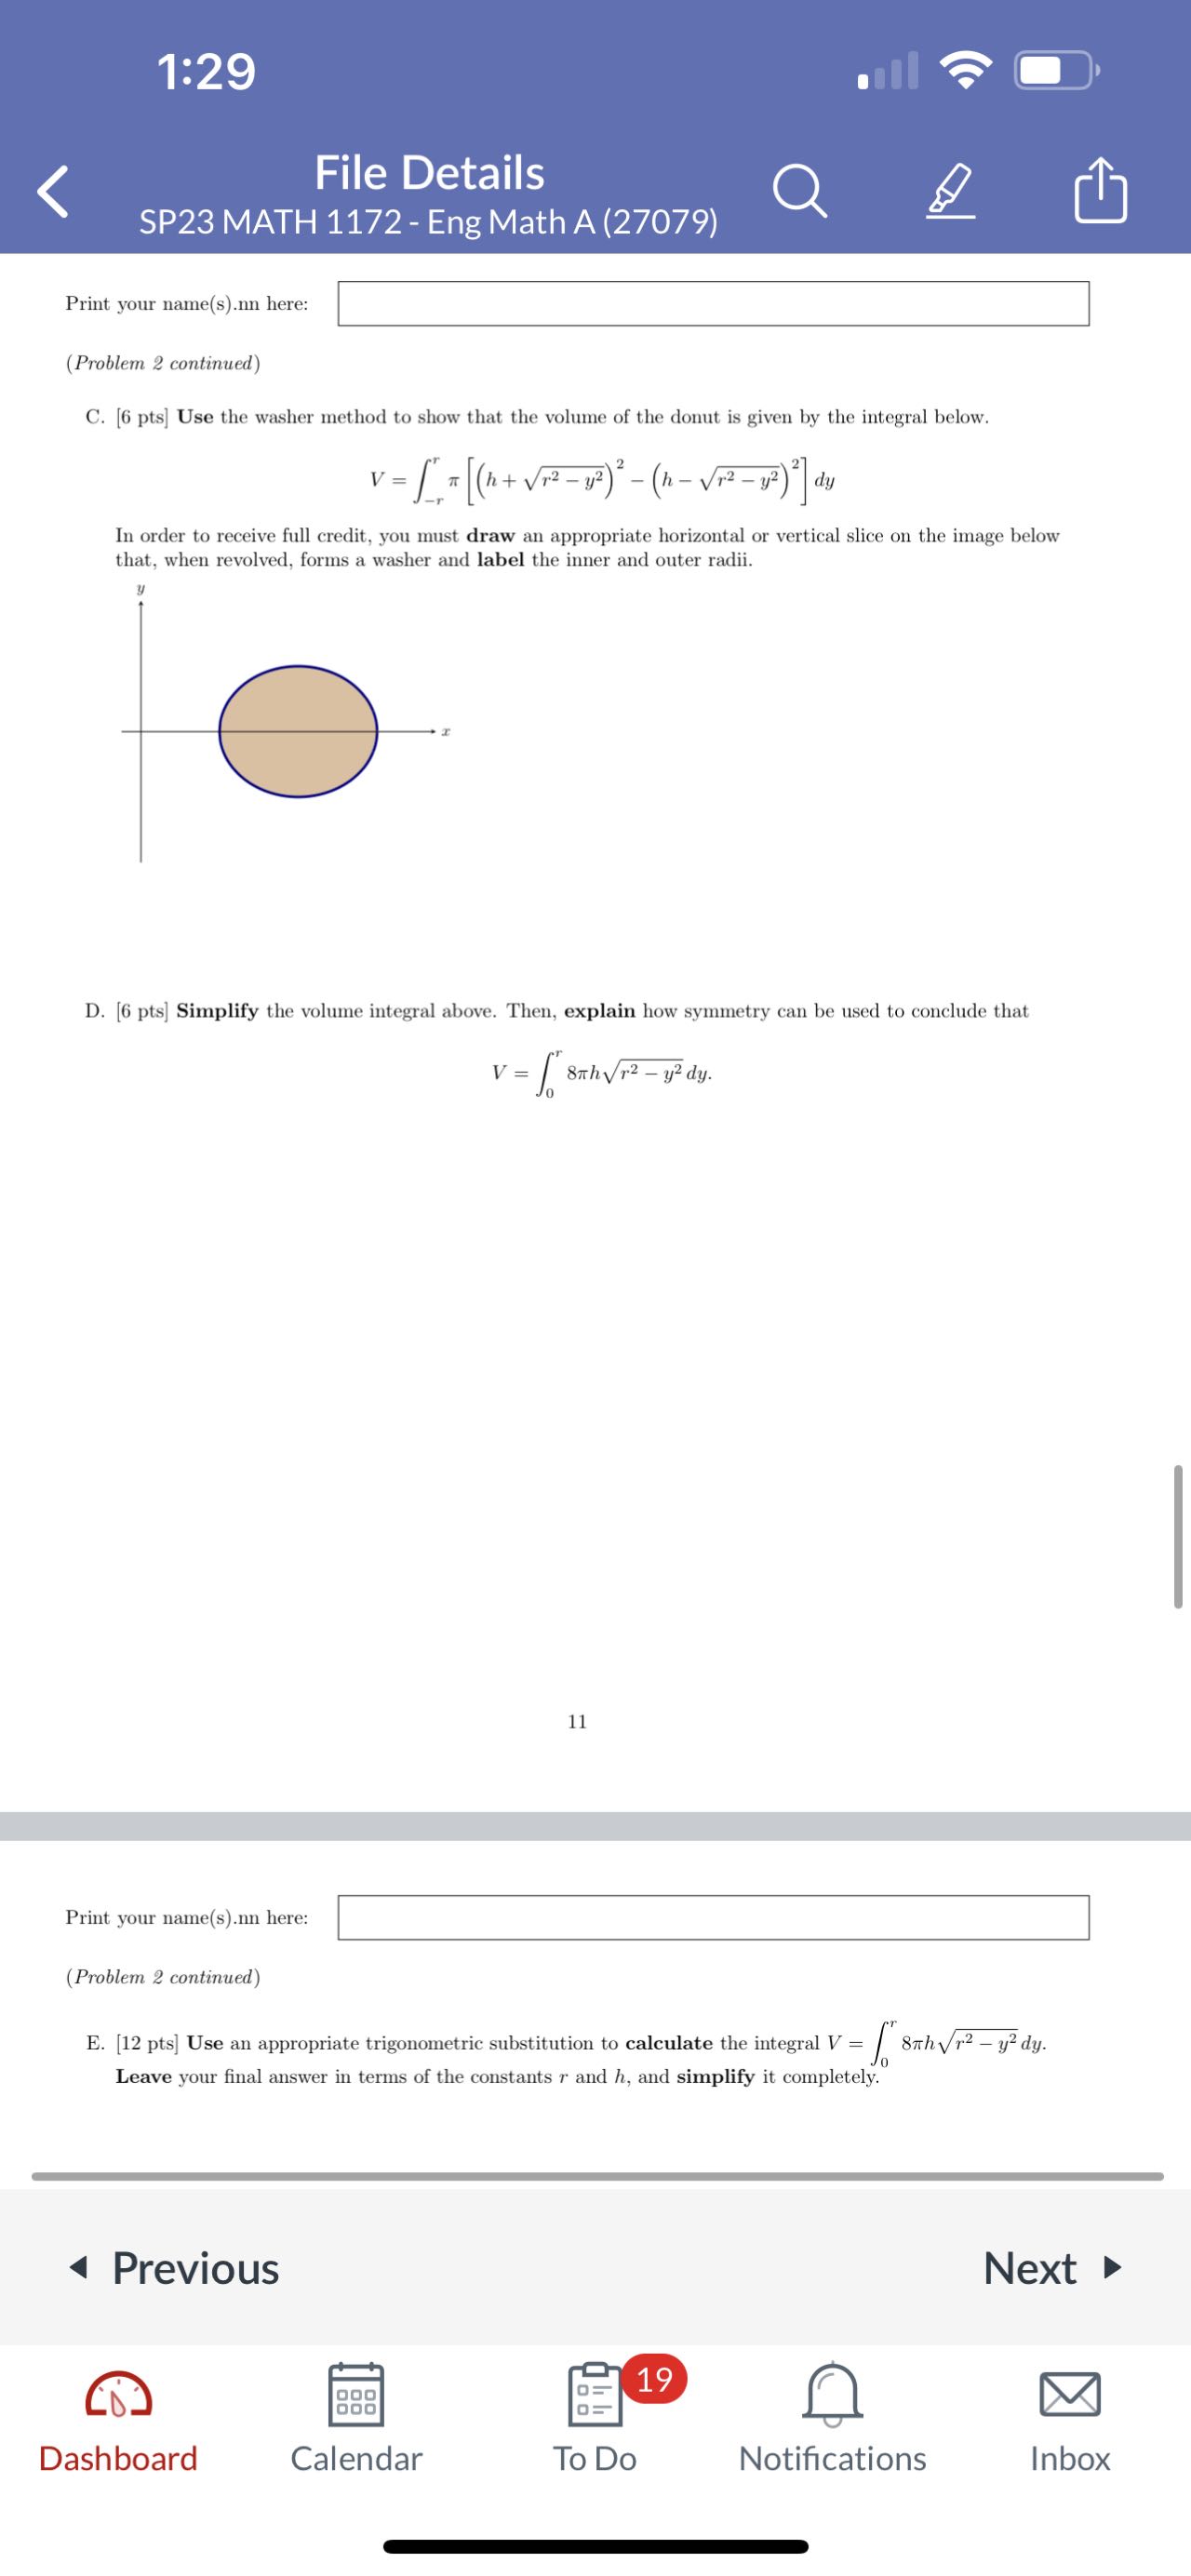 1:29
File Details
SP23 MATH 1172 - Eng Math A (27079)
Print your name(s).nn here:
(Problem 2 continued)
C. [6 pts] Use the washer method to show that the volume of the donut is given by the integral below.
V = ∫_{-r}^{r} π [(h + √(r² − y²))² − (h − √(r² − y²))²] dy
In order to receive full credit, you must draw an appropriate horizontal or vertical slice on the image below
that, when revolved, forms a washer and label the inner and outer radii.
y
x
D. [6 pts] Simplify the volume integral above. Then, explain how symmetry can be used to conclude that
V = ∫_{0}^{r} 8πh√(r² − y²) dy.
11
Print your name(s).nn here:
(Problem 2 continued)
E. [12 pts] Use an appropriate trigonometric substitution to calculate the integral V = ∫_{0}^{r} 8πh√(r² − y²) dy.
Leave your final answer in terms of the constants r and h, and simplify it completely.
Previous
Next
19
Dashboard
Calendar
To Do
Notifications
Inbox